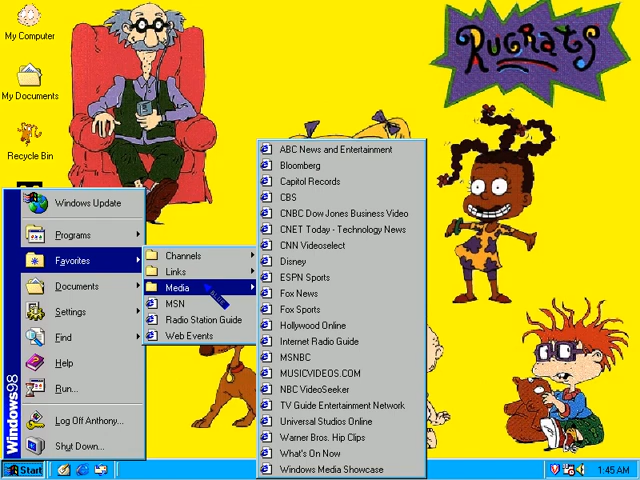 My Computer
My Documents
Recycle Bin
RUGRATS
Windows Update
Programs
Favorites
Documents
Settings
Find
Help
Run...
Log Off Anthony...
Shut Down...
Windows98
Channels
Links
Media
MSN
Radio Station Guide
Web Events
ABC News and Entertainment
Bloomberg
Capitol Records
CBS
CNBC Dow Jones Business Video
CNET Today - Technology News
CNN Videoselect
Disney
ESPN Sports
Fox News
Fox Sports
Hollywood Online
Internet Radio Guide
MSNBC
MUSICVIDEOS.COM
NBC VideoSeeker
TV Guide Entertainment Network
Universal Studios Online
Warner Bros. Hip Clips
What's On Now
Windows Media Showcase
Start
1:45 AM